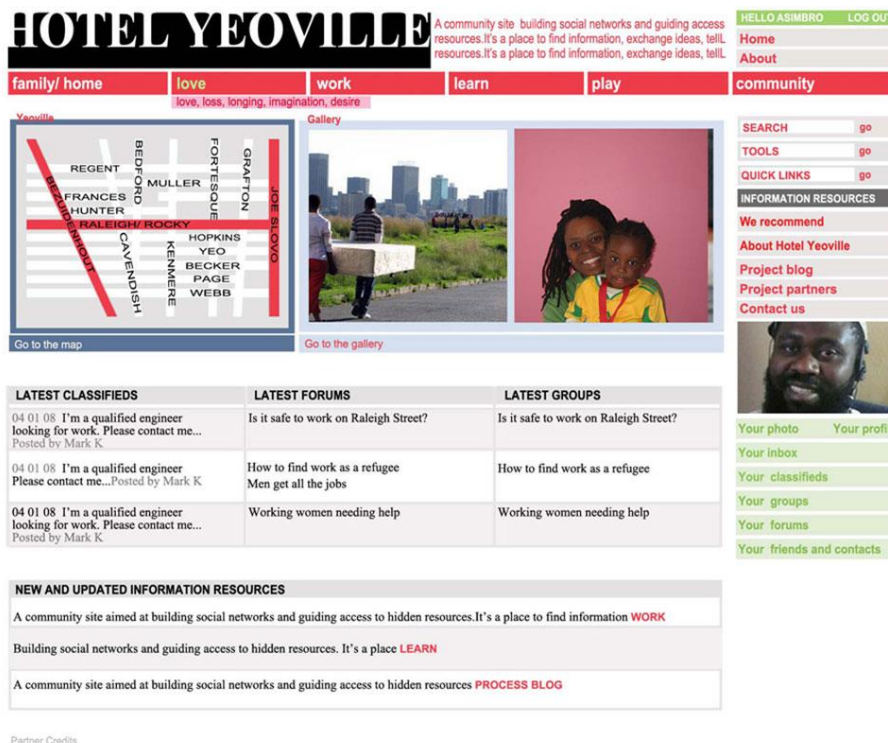 HOTEL YEOVILLE
A community site building social networks and guiding access
resources.It's a place to find information, exchange ideas, tellL
resources.It's a place to find information, exchange ideas, tellL
HELLO ASIMBRO LOG OUT
Home
About
family/ home love work learn play community
love, loss, longing, imagination, desire
Yeoville
REGENT
BEDFORD
MULLER
FORTESQUE
GRAFTON
FRANCES
HUNTER
BEZUIDENHOUT
RALEIGH/ ROCKY
JOE SLOVO
CAVENDISH
KENMERE
HOPKINS
YEO
BECKER
PAGE
WEBB
Go to the map
Gallery
Go to the gallery
SEARCH go
TOOLS go
QUICK LINKS go
INFORMATION RESOURCES
We recommend
About Hotel Yeoville
Project blog
Project partners
Contact us
Your photo Your profi
Your inbox
Your classifieds
Your groups
Your forums
Your friends and contacts
LATEST CLASSIFIEDS
04 01 08 I'm a qualified engineer
looking for work. Please contact me...
Posted by Mark K
04 01 08 I'm a qualified engineer
Please contact me...Posted by Mark K
04 01 08 I'm a qualified engineer
looking for work. Please contact me...
Posted by Mark K
LATEST FORUMS
Is it safe to work on Raleigh Street?
How to find work as a refugee
Men get all the jobs
Working women needing help
LATEST GROUPS
Is it safe to work on Raleigh Street?
How to find work as a refugee
Working women needing help
NEW AND UPDATED INFORMATION RESOURCES
A community site aimed at building social networks and guiding access to hidden resources.It's a place to find information WORK
Building social networks and guiding access to hidden resources. It's a place LEARN
A community site aimed at building social networks and guiding access to hidden resources PROCESS BLOG
Partner Credits